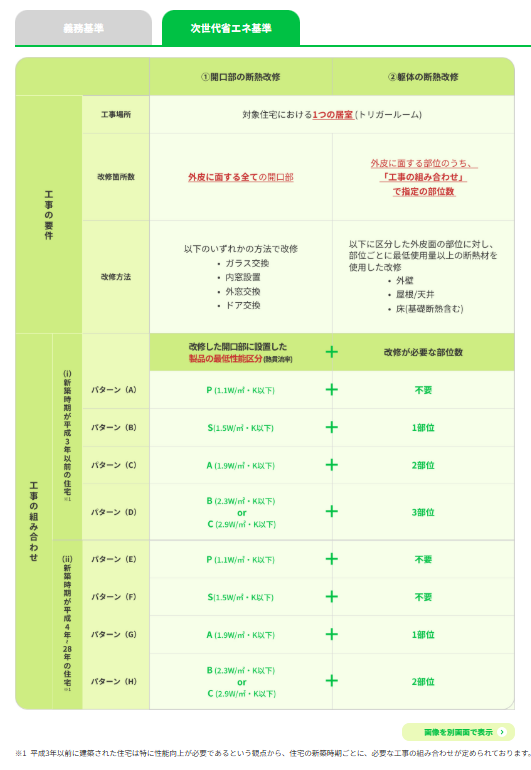 義務基準
次世代省エネ基準
①開口部の断熱改修
②躯体の断熱改修
工事の要件
工事場所
対象住宅における1つの居室(トリガールーム)
改修箇所数
外皮に面する全ての開口部
外皮に面する部位のうち、
「工事の組み合わせ」
で指定の部位数
改修方法
以下のいずれかの方法で改修
• ガラス交換
• 内窓設置
• 外窓交換
• ドア交換
以下に区分した外皮面の部位に対し、
部位ごとに最低使用量以上の断熱材を
使用した改修
• 外壁
• 屋根/天井
• 床(基礎断熱含む)
工事の組み合わせ
改修した開口部に設置した
製品の最低性能区分(熱貫流率)
+
改修が必要な部位数
(i)新築時期が平成3年以前の住宅※1
パターン（A）
P (1.1W/㎡・K以下)
+
不要
パターン（B）
S(1.5W/㎡・K以下)
+
1部位
パターン（C）
A (1.9W/㎡・K以下)
+
2部位
パターン（D）
B (2.3W/㎡・K以下)
or
C (2.9W/㎡・K以下)
+
3部位
(ii)新築時期が平成4年~28年の住宅※1
パターン（E）
P (1.1W/㎡・K以下)
+
不要
パターン（F）
S(1.5W/㎡・K以下)
+
不要
パターン（G）
A (1.9W/㎡・K以下)
+
1部位
パターン（H）
B (2.3W/㎡・K以下)
or
C (2.9W/㎡・K以下)
+
2部位
画像を別画面で表示
※1 平成3年以前に建築された住宅は特に性能向上が必要であるという観点から、住宅の新築時期ごとに、必要な工事の組み合わせが定められております。